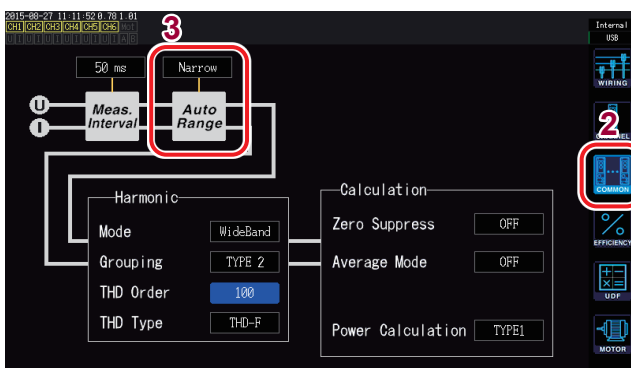 2015-08-27 11:11:52 0.78 1.01
CH1 CH2 CH3 CH4 CH5 CH6 Mot
U I U I U I U I U I U I A B
Internal
USB
3
50 ms
Narrow
U
I
Meas.
Interval
Auto
Range
WIRING
2
CHANNEL
COMMON
EFFICIENCY
UDF
MOTOR
Harmonic
Mode
WideBand
Grouping
TYPE 2
THD Order
100
THD Type
THD-F
Calculation
Zero Suppress
OFF
Average Mode
OFF
Power Calculation
TYPE1